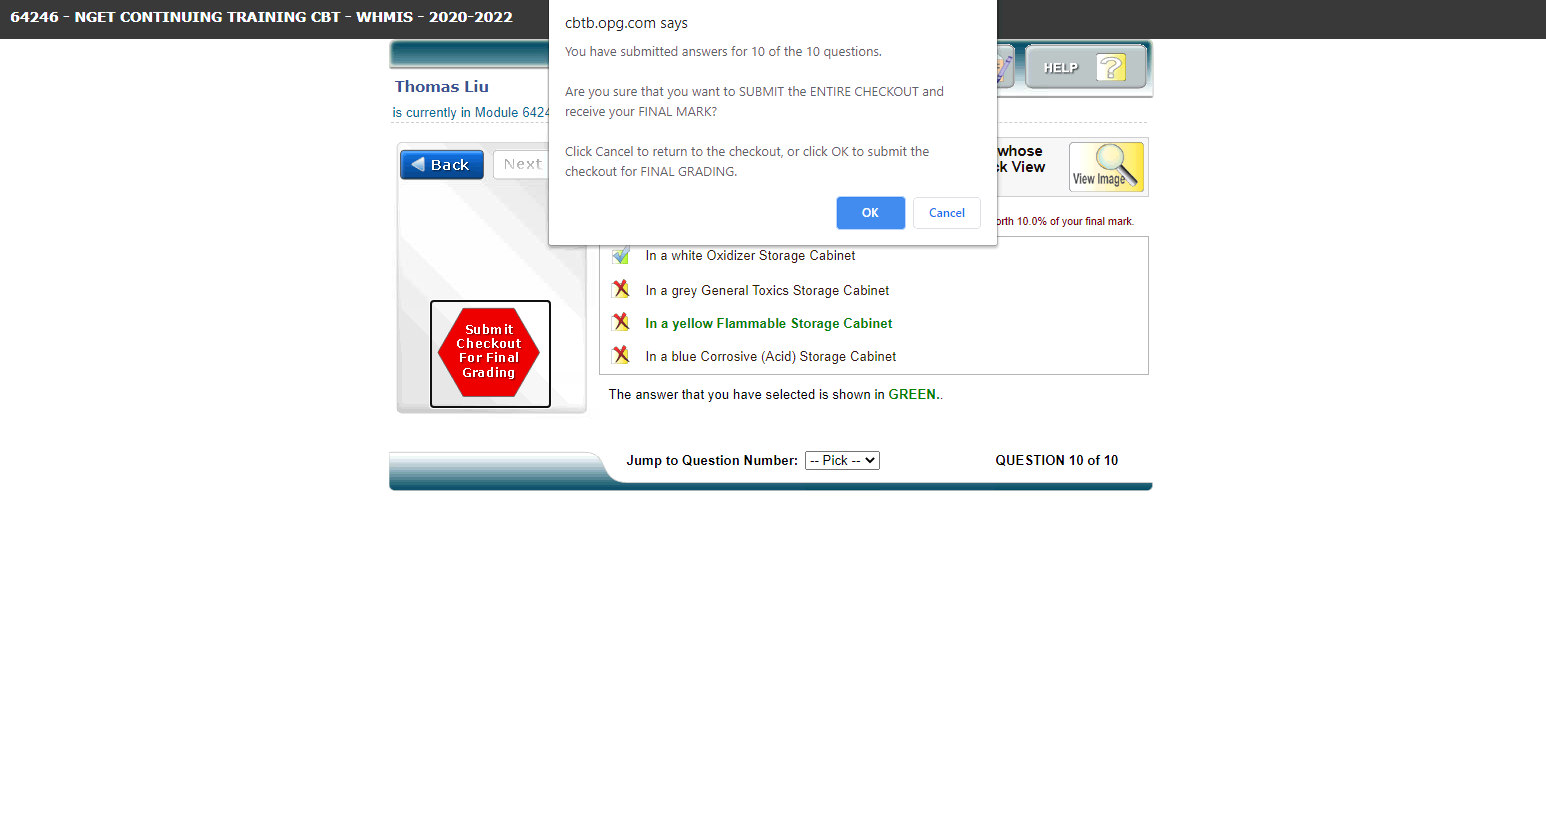 64246 - NGET CONTINUING TRAINING CBT - WHMIS - 2020-2022
cbtb.opg.com says
You have submitted answers for 10 of the 10 questions.
Are you sure that you want to SUBMIT the ENTIRE CHECKOUT and
receive your FINAL MARK?
Click Cancel to return to the checkout, or click OK to submit the
checkout for FINAL GRADING.
OK
Cancel
HELP
Thomas Liu
is currently in Module 6424
Back
Next
whose
k View
View Image
orth 10.0% of your final mark.
In a white Oxidizer Storage Cabinet
In a grey General Toxics Storage Cabinet
In a yellow Flammable Storage Cabinet
In a blue Corrosive (Acid) Storage Cabinet
Submit
Checkout
For Final
Grading
The answer that you have selected is shown in GREEN..
Jump to Question Number:
-- Pick --
QUESTION 10 of 10